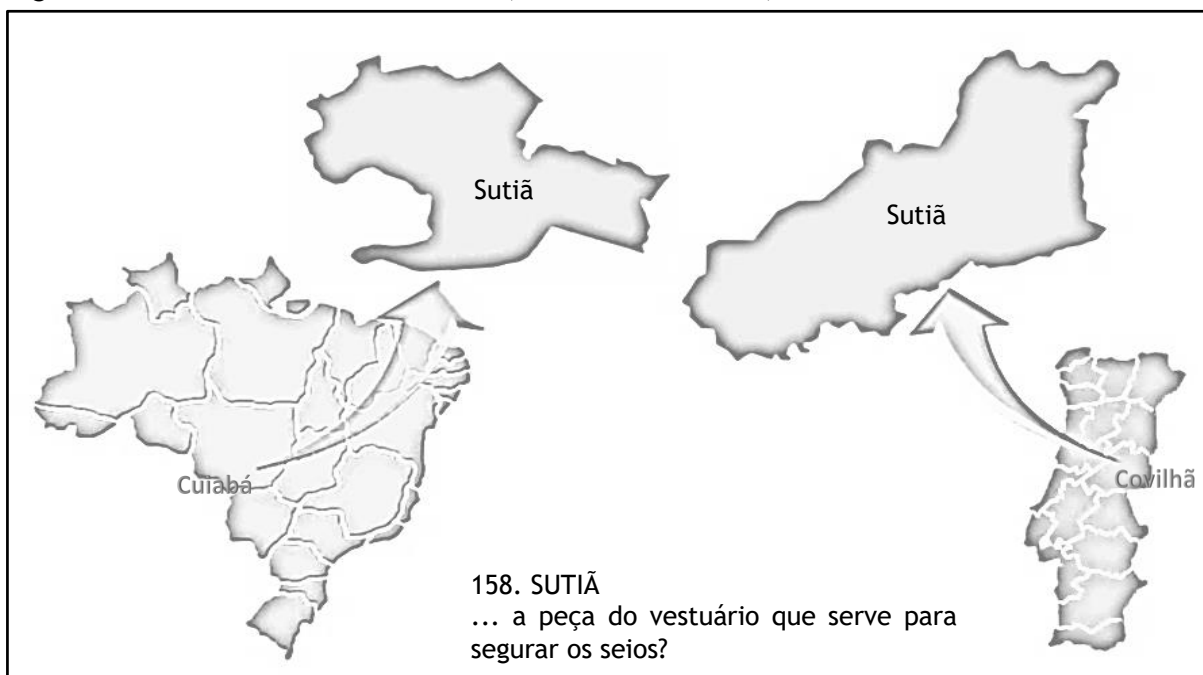 Sutiã
Sutiã
Cuiabá
Covilhã
158. SUTIÃ
... a peça do vestuário que serve para
segurar os seios?